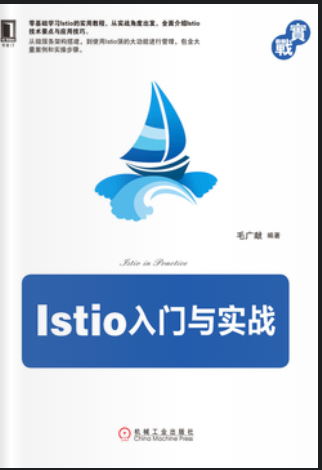 零基础学习Istio的实用教程，从实战角度出发，全面介绍Istio
技术要点与应用技巧。
从微服务架构搭建，到使用Istio强的大功能进行管理，包含大
量案例和实操步骤。
實
戰
毛广献 编著
Istio in Practice
Istio入门与实战
机械工业出版社
China Machine Press